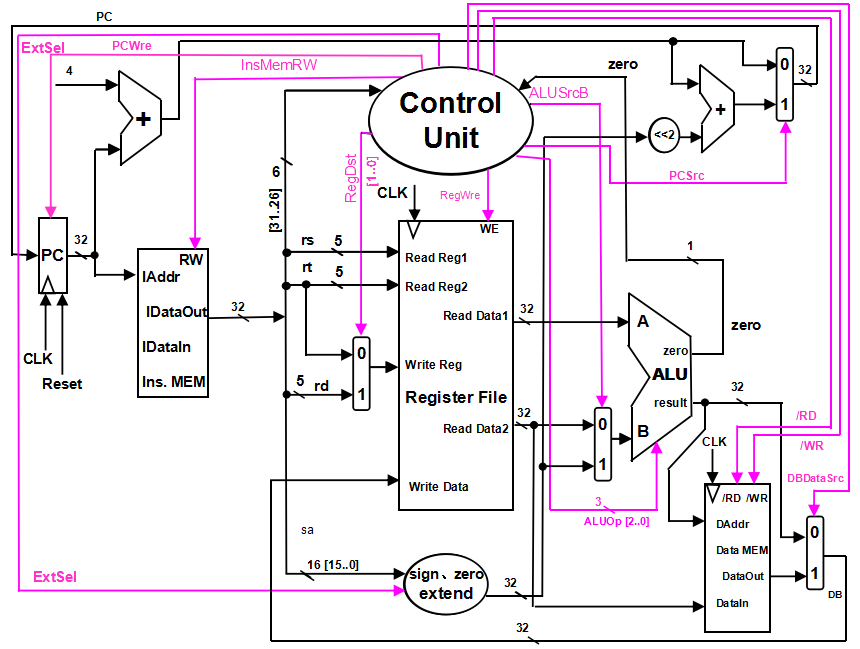 PC
ExtSel
PCWre
InsMemRW
4
+
Control
Unit
zero
ALUSrcB
0
1
32
+
<<2
PCSrc
6
[31..26]
RegDst
[1..0]
CLK
RegWre
WE
PC
32
CLK
Reset
RW
IAddr
IDataOut
IDataIn
Ins. MEM
32
rs
5
rt
5
5
rd
0
1
Read Reg1
Read Reg2
Read Data1
Write Reg
Register File
Read Data2
Write Data
32
32
0
1
1
A
zero
ALU
result
B
zero
32
/RD
/WR
CLK
DBDataSrc
3
ALUOp [2..0]
/RD /WR
DAddr
Data MEM
DataOut
DataIn
0
1
DB
sa
16 [15..0]
sign、zero
extend
32
ExtSel
32